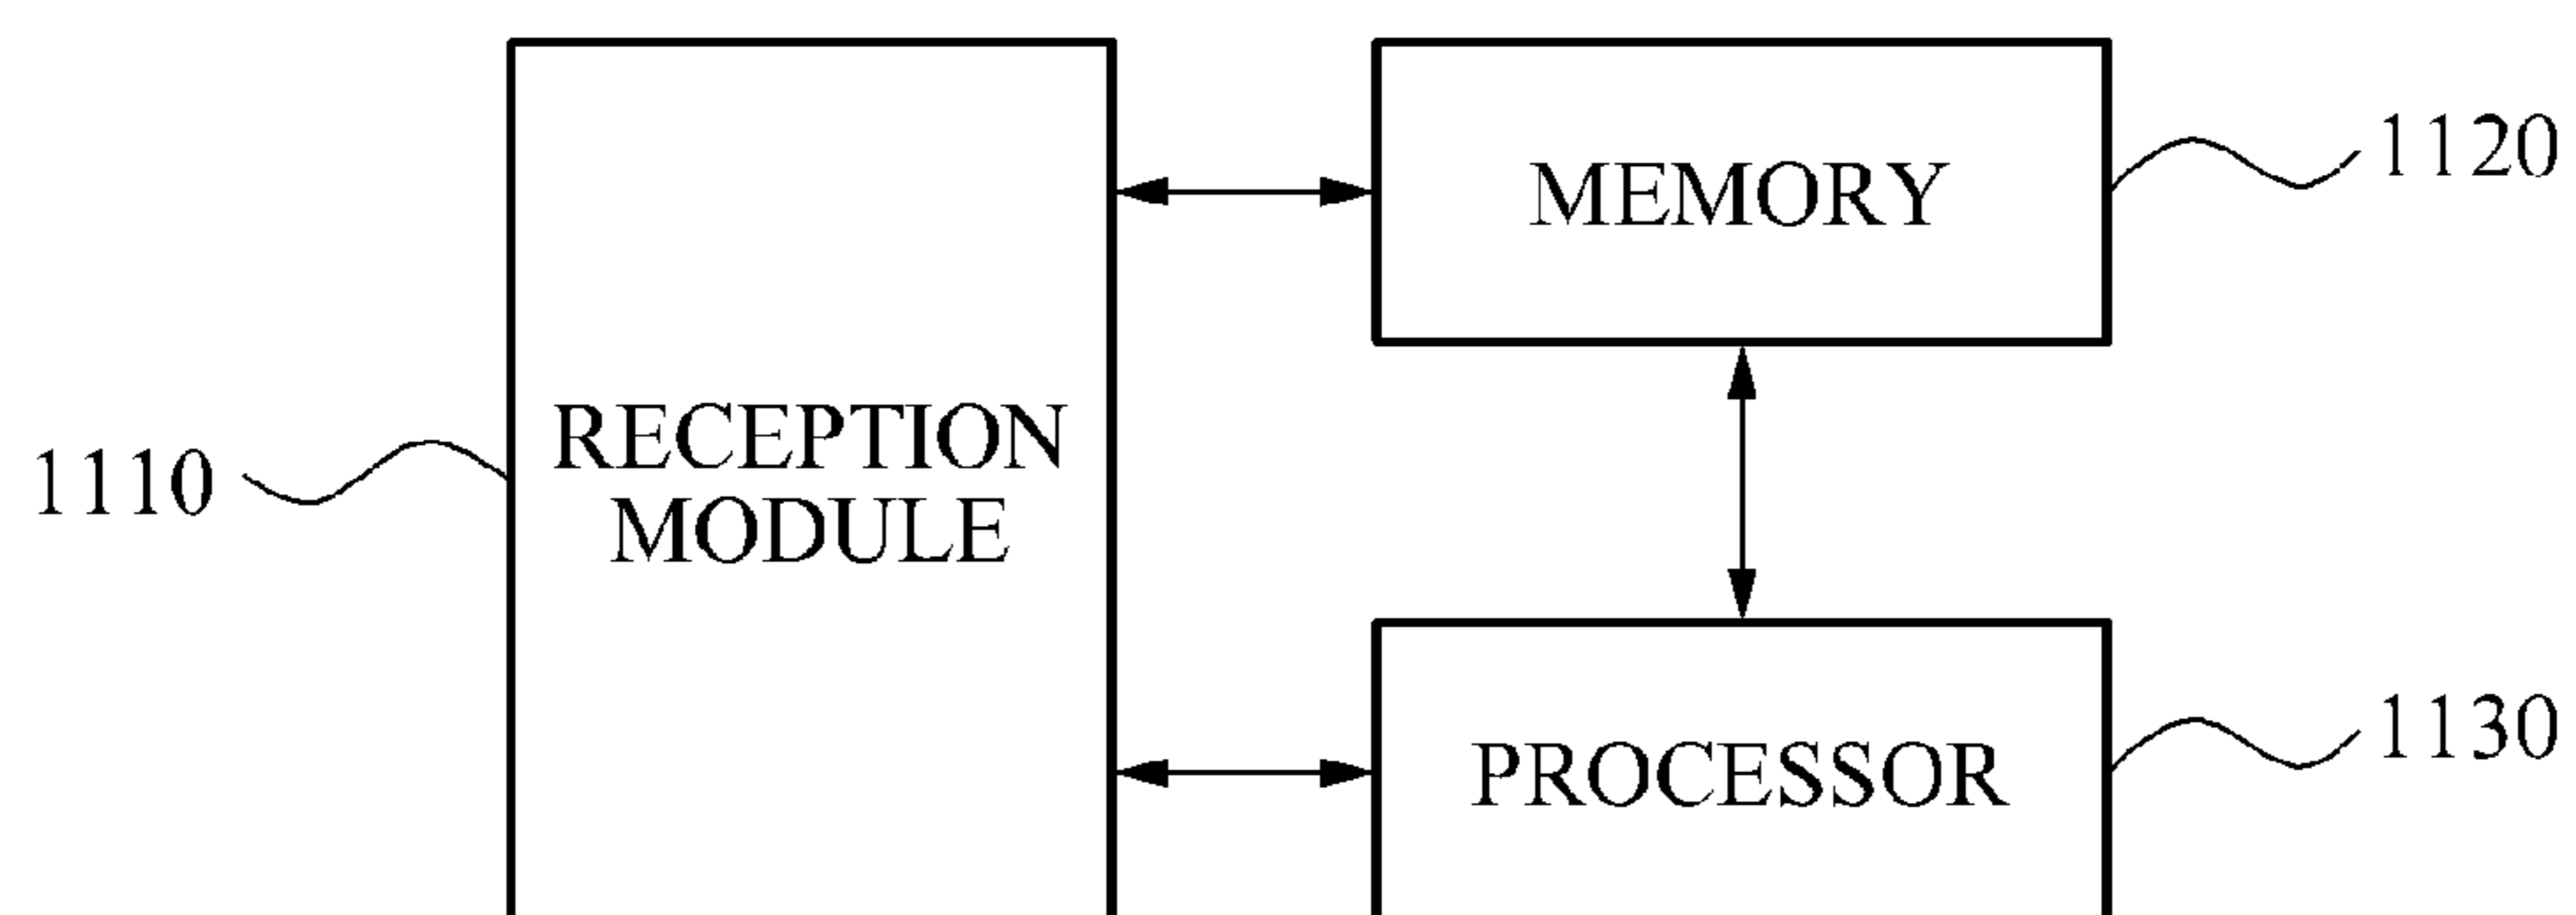 MEMORY
1120
RECEPTION
MODULE
1110
PROCESSOR
1130